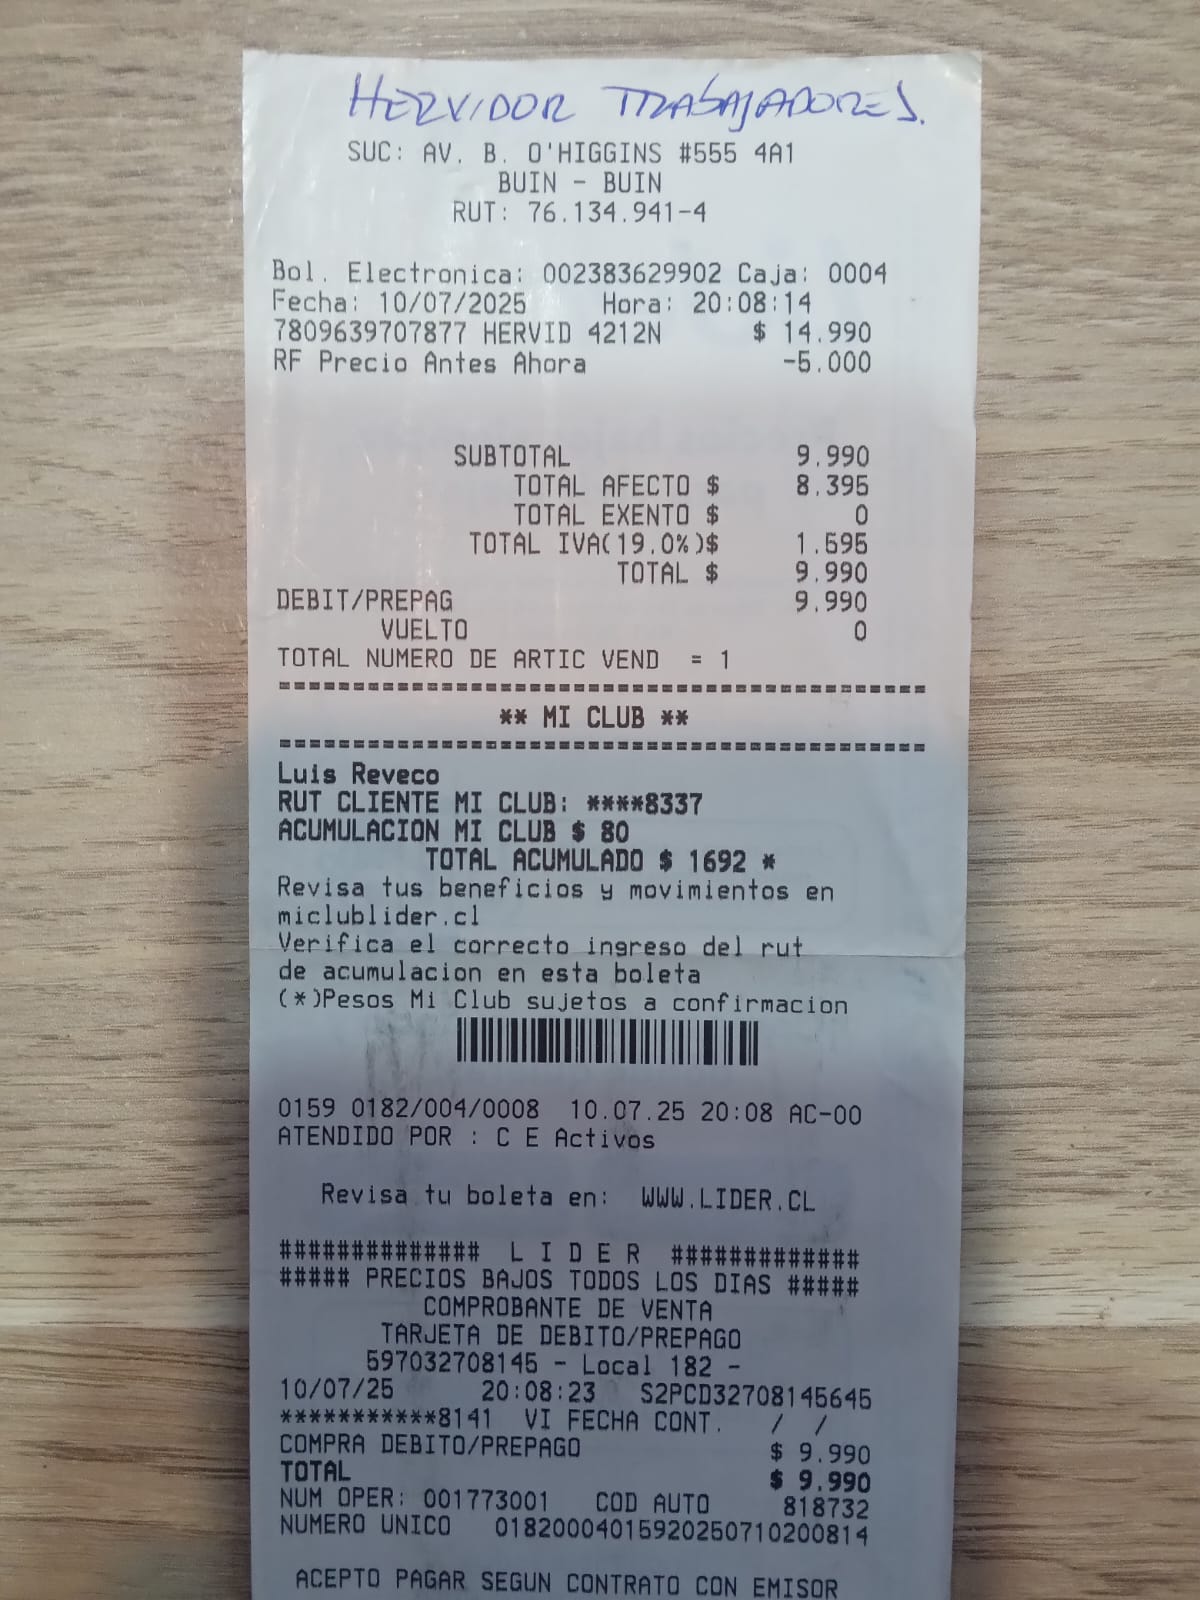 HERVIDOR TRABAJADORES.
SUC: AV. B. O'HIGGINS #555 4A1
BUIN - BUIN
RUT: 76.134.941-4
Bol. Electronica: 002383629902 Caja: 0004
Fecha: 10/07/2025 Hora: 20:08:14
7809639707877 HERVID 4212N $ 14.990
RF Precio Antes Ahora -5.000
SUBTOTAL 9.990
TOTAL AFECTO $ 8.395
TOTAL EXENTO $ 0
TOTAL IVA(19.0%)$ 1.595
TOTAL $ 9.990
DEBIT/PREPAG 9.990
VUELTO 0
TOTAL NUMERO DE ARTIC VEND = 1
=============================================
** MI CLUB **
=============================================
Luis Reveco
RUT CLIENTE MI CLUB: ****8337
ACUMULACION MI CLUB $ 80
TOTAL ACUMULADO $ 1692 *
Revisa tus beneficios y movimientos en
miclublider.cl
Verifica el correcto ingreso del rut
de acumulacion en esta boleta
(*)Pesos Mi Club sujetos a confirmacion
0159 0182/004/0008 10.07.25 20:08 AC-00
ATENDIDO POR : C E Activos
Revisa tu boleta en: WWW.LIDER.CL
############## L I D E R #############
##### PRECIOS BAJOS TODOS LOS DIAS #####
COMPROBANTE DE VENTA
TARJETA DE DEBITO/PREPAGO
597032708145 - Local 182 -
10/07/25 20:08:23 S2PCD32708145645
***********8141 VI FECHA CONT. / /
COMPRA DEBITO/PREPAGO $ 9.990
TOTAL $ 9.990
NUM OPER: 001773001 COD AUTO 818732
NUMERO UNICO 01820004015920250710200814
ACEPTO PAGAR SEGUN CONTRATO CON EMISOR